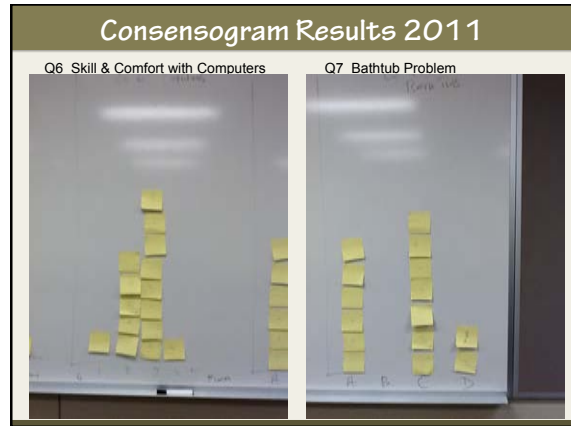 Consensogram Results 2011
Q6 Skill & Comfort with Computers
Q7 Bathtub Problem
A
A B C D